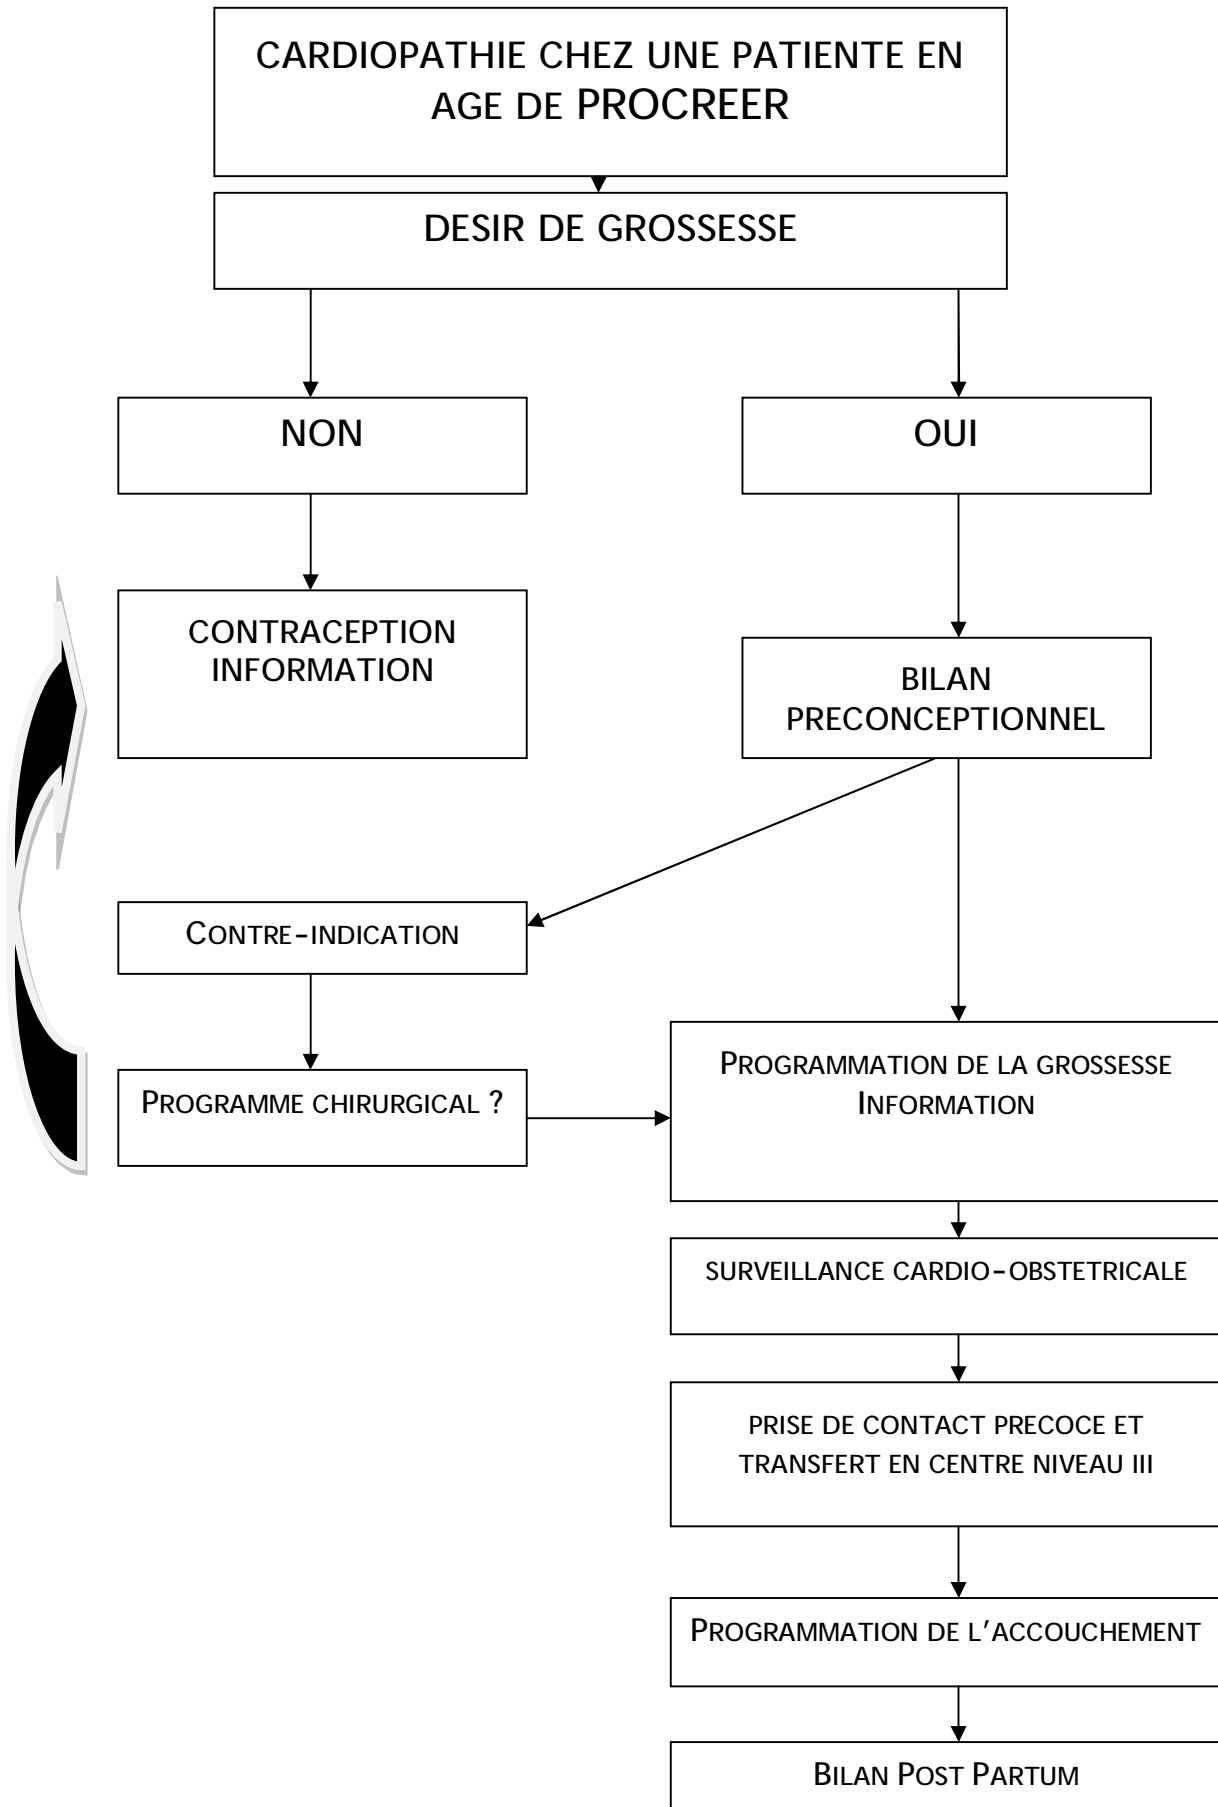 CARDIOPATHIE CHEZ UNE PATIENTE EN
AGE DE PROCREER
DESIR DE GROSSESSE
NON
OUI
CONTRACEPTION
INFORMATION
BILAN
PRECONCEPTIONNEL
CONTRE-INDICATION
PROGRAMME CHIRURGICAL ?
PROGRAMMATION DE LA GROSSESSE
INFORMATION
SURVEILLANCE CARDIO-OBSTETRICALE
PRISE DE CONTACT PRECOCE ET
TRANSFERT EN CENTRE NIVEAU III
PROGRAMMATION DE L'ACCOUCHEMENT
BILAN POST PARTUM